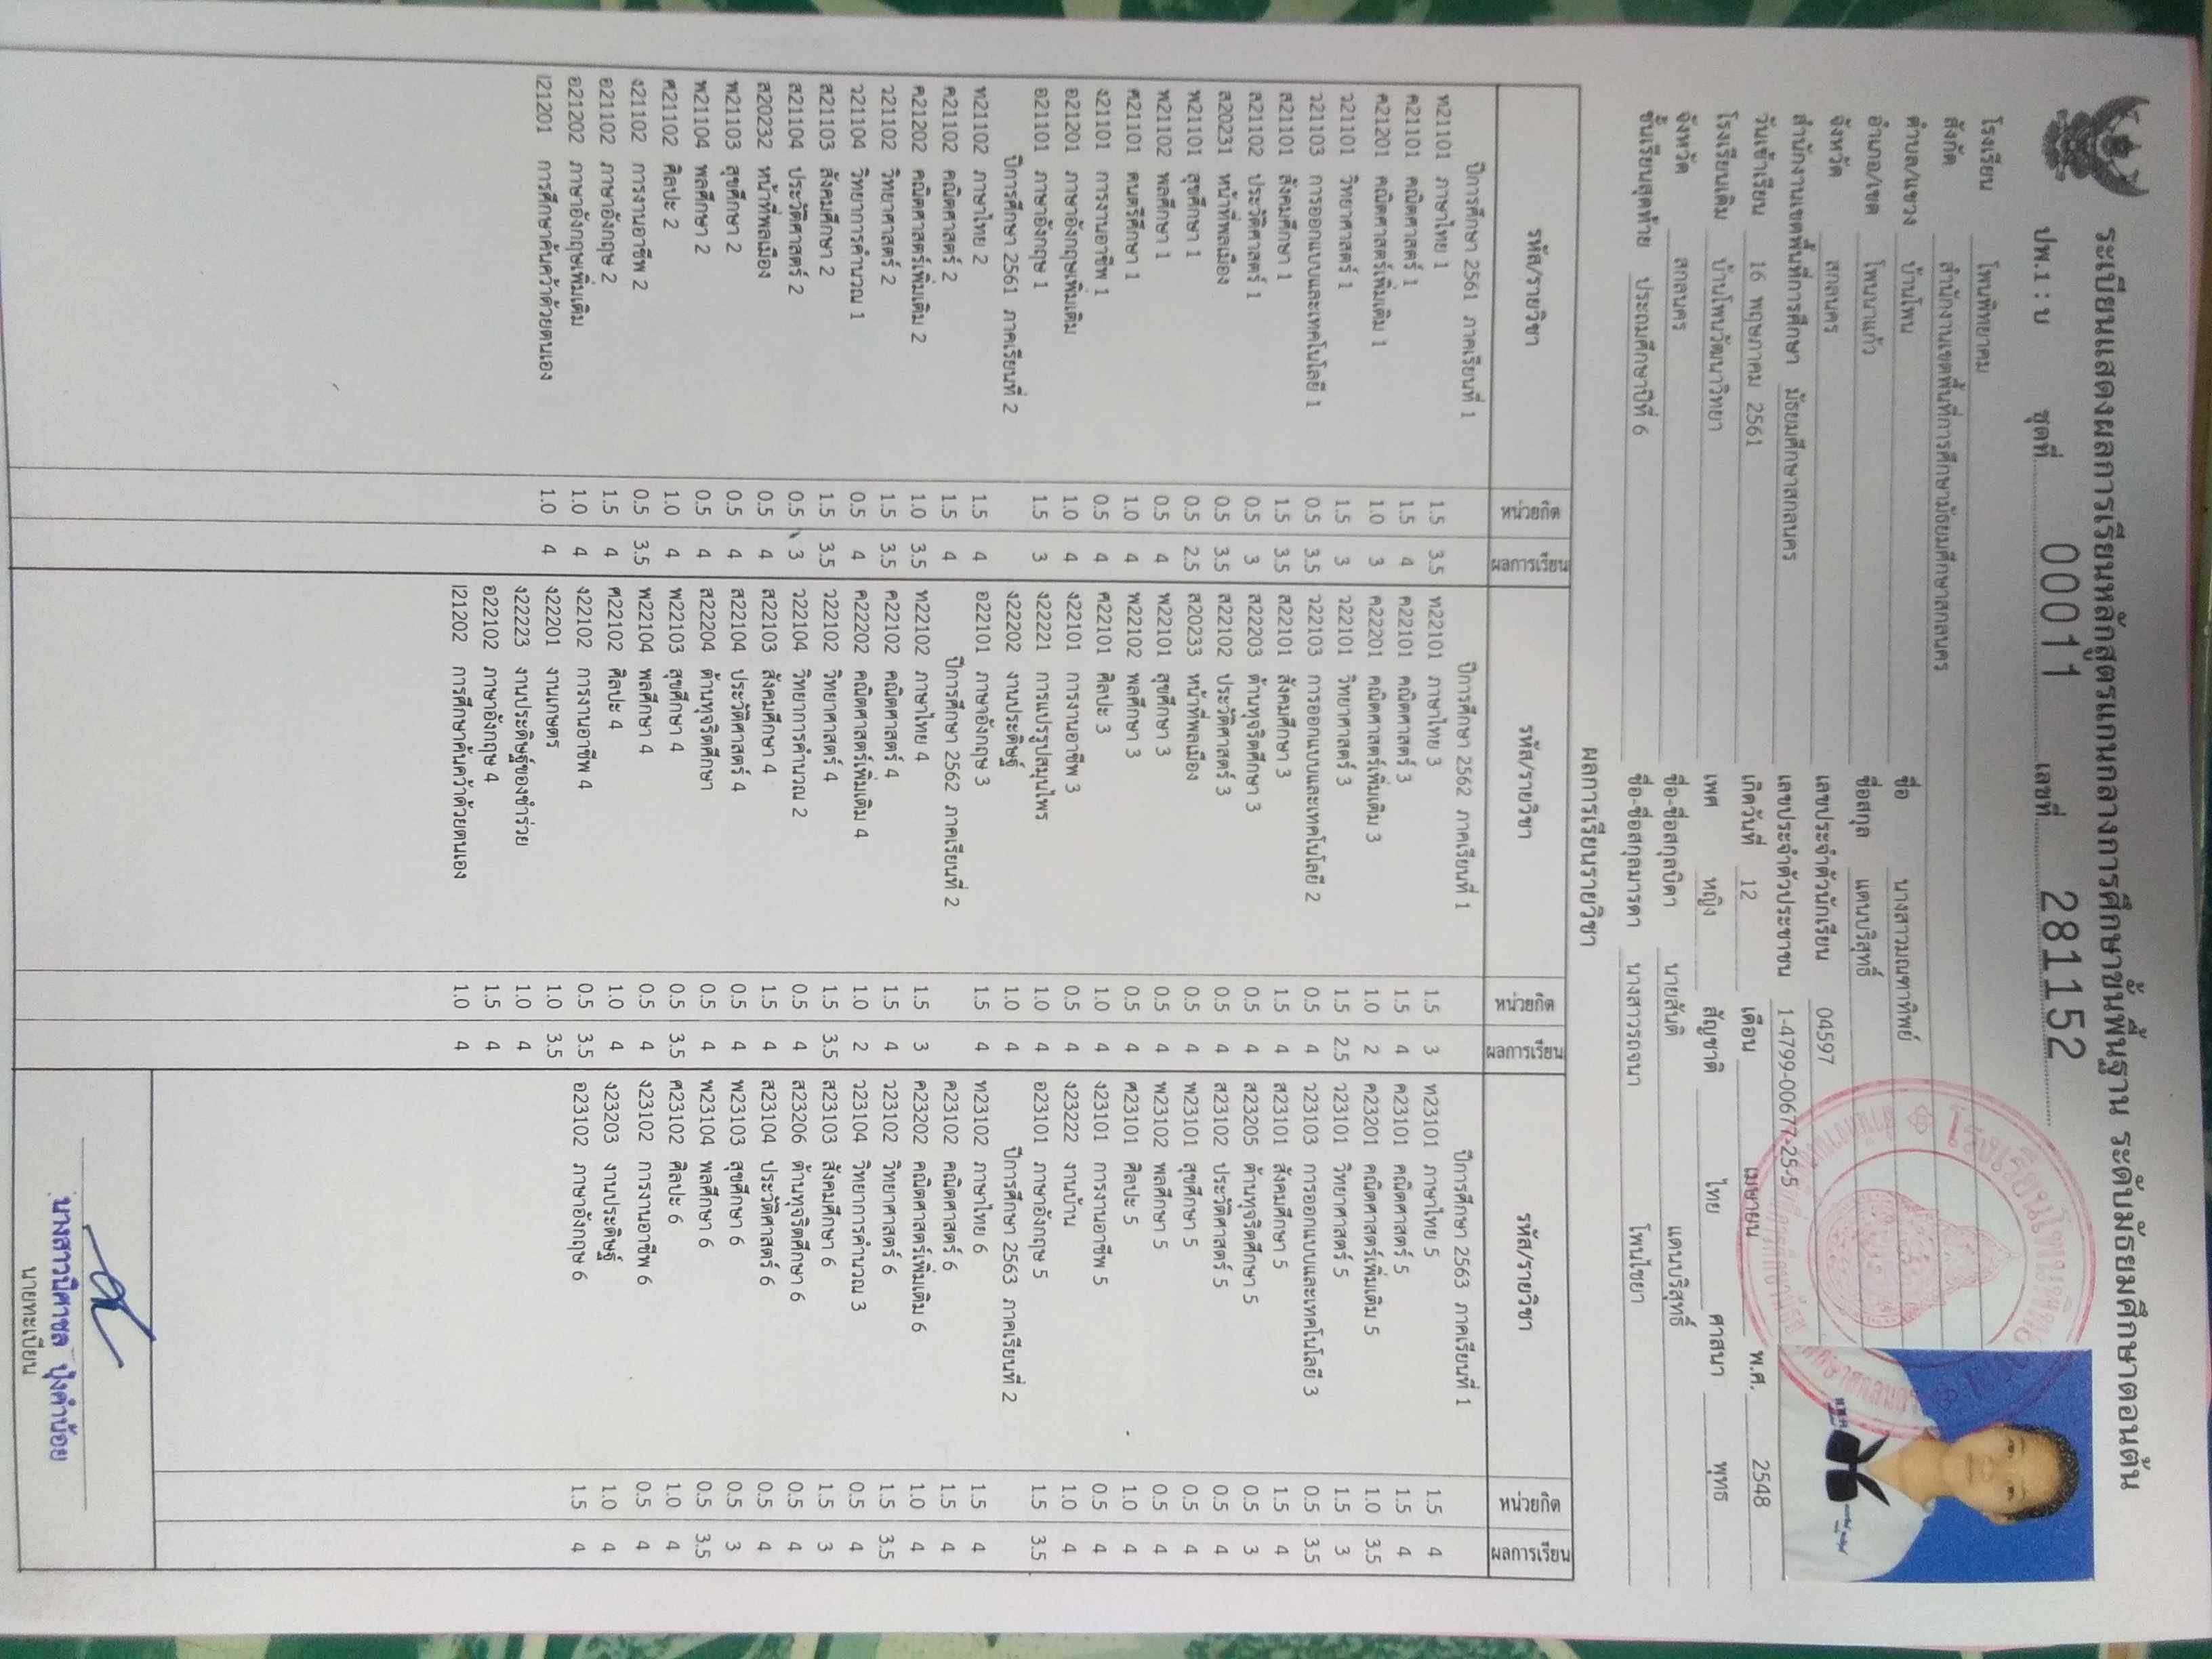 ระเบียนแสดงผลการเรียนหลักสูตรแกนกลางการศึกษาขั้นพื้นฐาน ระดับมัธยมศึกษาตอนต้น
ปพ.1 : บ ชุดที่ 00011 เลขที่ 281152
โรงเรียน โพนพิทยาคม
สังกัด สำนักงานเขตพื้นที่การศึกษามัธยมศึกษาสกลนคร
ตำบล/แขวง บ้านโพน
อำเภอ/เขต โพนนาแก้ว
จังหวัด สกลนคร
สำนักงานเขตพื้นที่การศึกษา มัธยมศึกษาสกลนคร
วันเข้าเรียน 16 พฤษภาคม 2561
โรงเรียนเดิม บ้านโพนวัฒนาวิทยา
จังหวัด สกลนคร
ชั้นเรียนสุดท้าย ประถมศึกษาปีที่ 6
ชื่อ นางสาวมณฑาทิพย์
ชื่อสกุล แดนบริสุทธิ์
เลขประจำตัวนักเรียน 04597
เลขประจำตัวประชาชน 1-4799-00677-25-5
เกิดวันที่ 12 เดือน เมษายน พ.ศ. 2548
เพศ หญิง สัญชาติ ไทย ศาสนา พุทธ
ชื่อ-ชื่อสกุลบิดา นายสันติ แดนบริสุทธิ์
ชื่อ-ชื่อสกุลมารดา นางสาวรถจนา โพนไชยา
ผลการเรียนรายวิชา
รหัส/รายวิชา หน่วยกิต ผลการเรียน
ปีการศึกษา 2561 ภาคเรียนที่ 1
ท21101 ภาษาไทย 1 1.5 3.5
ค21101 คณิตศาสตร์ 1 1.5 4
ค21201 คณิตศาสตร์เพิ่มเติม 1 1.0 3
ว21101 วิทยาศาสตร์ 1 1.5 3
ว21103 การออกแบบและเทคโนโลยี 1 0.5 3.5
ส21101 สังคมศึกษา 1 1.5 3.5
ส21102 ประวัติศาสตร์ 1 0.5 3
ส20231 หน้าที่พลเมือง 0.5 3.5
พ21101 สุขศึกษา 1 0.5 2.5
พ21102 พลศึกษา 1 0.5 4
ศ21101 ดนตรีศึกษา 1 1.0 4
ง21101 การงานอาชีพ 1 0.5 4
อ21201 ภาษาอังกฤษเพิ่มเติม 1.0 4
อ21101 ภาษาอังกฤษ 1 1.5 3
ปีการศึกษา 2561 ภาคเรียนที่ 2
ท21102 ภาษาไทย 2 1.5 4
ค21102 คณิตศาสตร์ 2 1.5 4
ค21202 คณิตศาสตร์เพิ่มเติม 2 1.0 3.5
ว21102 วิทยาศาสตร์ 2 1.5 3.5
ว21104 วิทยาการคำนวณ 1 0.5 4
ส21103 สังคมศึกษา 2 1.5 3.5
ส21104 ประวัติศาสตร์ 2 0.5 3
ส20232 หน้าที่พลเมือง 0.5 4
พ21103 สุขศึกษา 2 0.5 4
พ21104 พลศึกษา 2 0.5 4
ศ21102 ศิลปะ 2 1.0 4
ง21102 การงานอาชีพ 2 0.5 3.5
อ21102 ภาษาอังกฤษ 2 1.5 4
อ21202 ภาษาอังกฤษเพิ่มเติม 1.0 4
I21201 การศึกษาค้นคว้าด้วยตนเอง 1.0 4
รหัส/รายวิชา หน่วยกิต ผลการเรียน
ปีการศึกษา 2562 ภาคเรียนที่ 1
ท22101 ภาษาไทย 3 1.5 3
ค22101 คณิตศาสตร์ 3 1.5 4
ค22201 คณิตศาสตร์เพิ่มเติม 3 1.0 2
ว22101 วิทยาศาสตร์ 3 1.5 2.5
ว22103 การออกแบบและเทคโนโลยี 2 0.5 4
ส22101 สังคมศึกษา 3 1.5 4
ส22203 ต้านทุจริตศึกษา 3 0.5 4
ส22102 ประวัติศาสตร์ 3 0.5 4
ส20233 หน้าที่พลเมือง 0.5 4
พ22101 สุขศึกษา 3 0.5 4
พ22102 พลศึกษา 3 0.5 4
ศ22101 ศิลปะ 3 1.0 4
ง22101 การงานอาชีพ 3 0.5 4
ง22221 การแปรรูปสมุนไพร 1.0 4
ง22202 งานประดิษฐ์ 1.0 4
อ22101 ภาษาอังกฤษ 3 1.5 4
ปีการศึกษา 2562 ภาคเรียนที่ 2
ท22102 ภาษาไทย 4 1.5 3
ค22102 คณิตศาสตร์ 4 1.5 4
ค22202 คณิตศาสตร์เพิ่มเติม 4 1.0 2
ว22102 วิทยาศาสตร์ 4 1.5 3.5
ว22104 วิทยาการคำนวณ 2 0.5 4
ส22103 สังคมศึกษา 4 1.5 4
ส22104 ประวัติศาสตร์ 4 0.5 4
ส22204 ต้านทุจริตศึกษา 0.5 4
พ22103 สุขศึกษา 4 0.5 3.5
พ22104 พลศึกษา 4 0.5 4
ศ22102 ศิลปะ 4 1.0 4
ง22102 การงานอาชีพ 4 0.5 3.5
ง22201 งานเกษตร 1.0 3.5
ง22223 งานประดิษฐ์ของชำร่วย 1.0 4
อ22102 ภาษาอังกฤษ 4 1.5 4
I21202 การศึกษาค้นคว้าด้วยตนเอง 1.0 4
รหัส/รายวิชา หน่วยกิต ผลการเรียน
ปีการศึกษา 2563 ภาคเรียนที่ 1
ท23101 ภาษาไทย 5 1.5 4
ค23101 คณิตศาสตร์ 5 1.5 4
ค23201 คณิตศาสตร์เพิ่มเติม 5 1.0 3.5
ว23101 วิทยาศาสตร์ 5 1.5 3
ว23103 การออกแบบและเทคโนโลยี 3 0.5 3.5
ส23101 สังคมศึกษา 5 1.5 4
ส23205 ต้านทุจริตศึกษา 5 0.5 3
ส23102 ประวัติศาสตร์ 5 0.5 4
พ23101 สุขศึกษา 5 0.5 4
พ23102 พลศึกษา 5 0.5 4
ศ23101 ศิลปะ 5 1.0 4
ง23101 การงานอาชีพ 5 0.5 4
ง23222 งานบ้าน 1.0 4
อ23101 ภาษาอังกฤษ 5 1.5 3.5
ปีการศึกษา 2563 ภาคเรียนที่ 2
ท23102 ภาษาไทย 6 1.5 4
ค23102 คณิตศาสตร์ 6 1.5 4
ค23202 คณิตศาสตร์เพิ่มเติม 6 1.0 4
ว23102 วิทยาศาสตร์ 6 1.5 3.5
ว23104 วิทยาการคำนวณ 3 0.5 4
ส23103 สังคมศึกษา 6 1.5 3
ส23206 ต้านทุจริตศึกษา 6 0.5 4
ส23104 ประวัติศาสตร์ 6 0.5 4
พ23103 สุขศึกษา 6 0.5 3
พ23104 พลศึกษา 6 0.5 3.5
ศ23102 ศิลปะ 6 1.0 4
ง23102 การงานอาชีพ 6 0.5 4
ง23203 งานประดิษฐ์ 1.0 4
อ23102 ภาษาอังกฤษ 6 1.5 4
นางสาวนิศาชล ปุ่งคำน้อย
นายทะเบียน